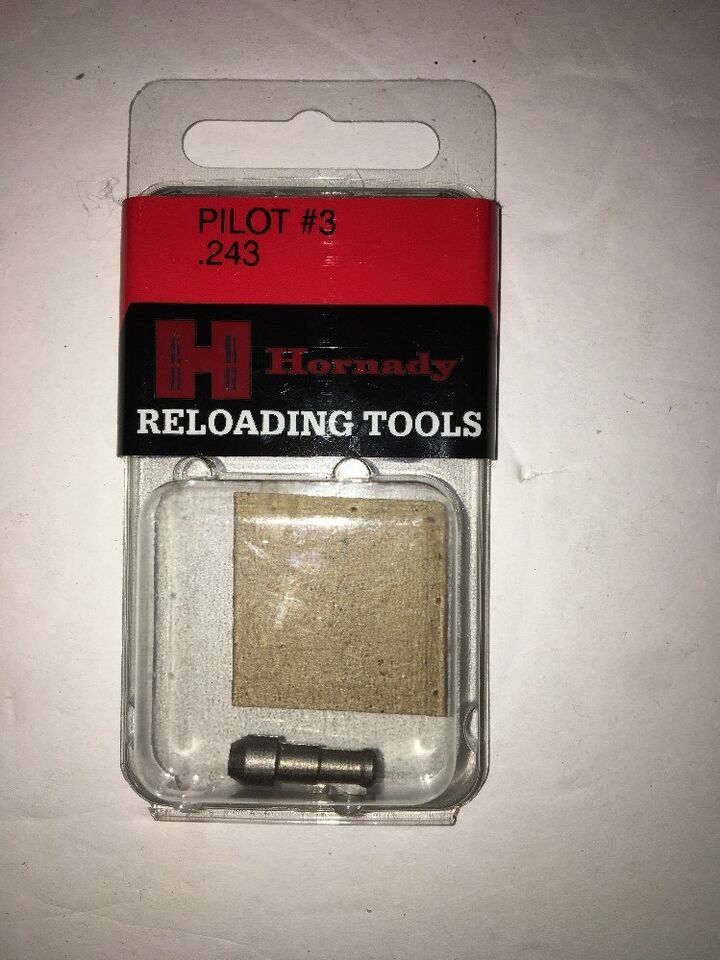 PILOT #3
.243
H Hornady
RELOADING TOOLS